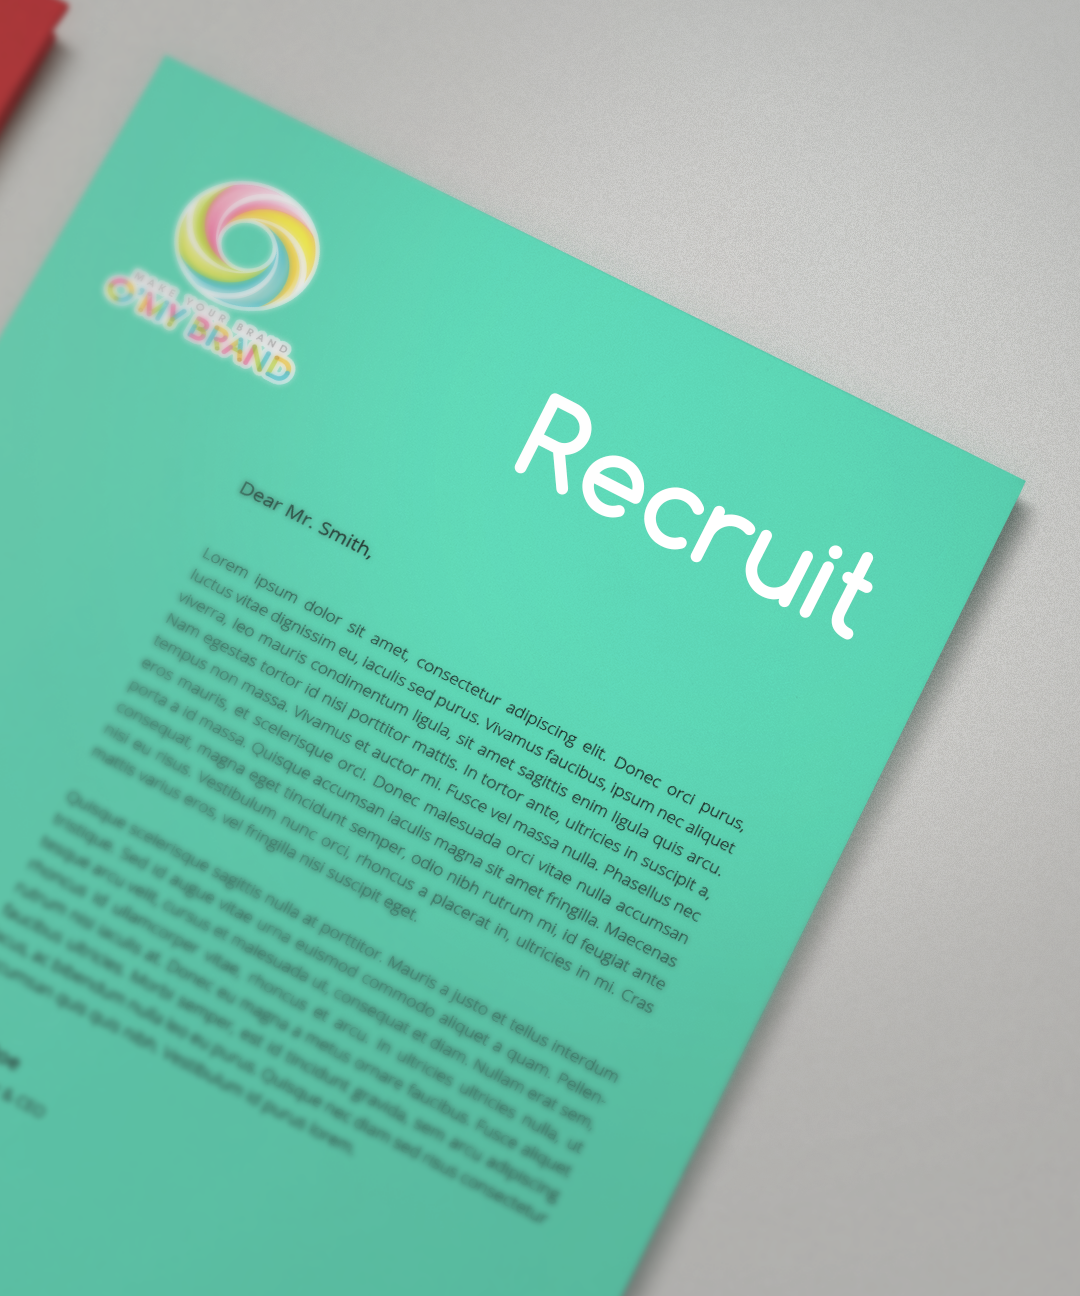 MAKE YOUR BRAND
O'MY BRAND
Recruit
Dear Mr. Smith,
Lorem ipsum dolor sit amet, consectetur adipiscing elit. Donec orci purus,
luctus vitae dignissim eu, iaculis sed purus. Vivamus faucibus, ipsum nec aliquet
viverra, leo mauris condimentum ligula, sit amet sagittis enim ligula quis arcu.
Nam egestas tortor id nisi porttitor mattis. In tortor ante, ultricies in suscipit a,
tempus non massa. Vivamus et auctor mi. Fusce vel massa nulla. Phasellus nec
eros mauris, et scelerisque orci. Donec malesuada orci vitae nulla accumsan
porta a id massa. Quisque accumsan iaculis magna sit amet fringilla. Maecenas
consequat, magna eget tincidunt semper, odio nibh rutrum mi, id feugiat ante
nisi eu risus. Vestibulum nunc orci, rhoncus a placerat in, ultricies in mi. Cras
mattis varius eros, vel fringilla nisi suscipit eget.
Quisque scelerisque sagittis nulla at porttitor. Mauris a justo et tellus interdum
tristique. Sed id augue vitae urna euismod commodo aliquet a quam. Pellen-
tesque arcu velit, cursus et malesuada ut, consequat et diam. Nullam erat sem,
rhoncus id ullamcorper vitae, rhoncus et arcu. In ultricies ultricies nulla, ut
rutrum nisi iaculis at. Donec eu magna a metus ornare faucibus. Fusce aliquet
faucibus ultricies, lobortis semper, est id tincidunt gravida, sem arcu adipiscing
ac bibendum nulla leo eu purus. Quisque nec diam sed risus consectetur
quis quis nibh. Vestibulum id purus lorem.
& CEO